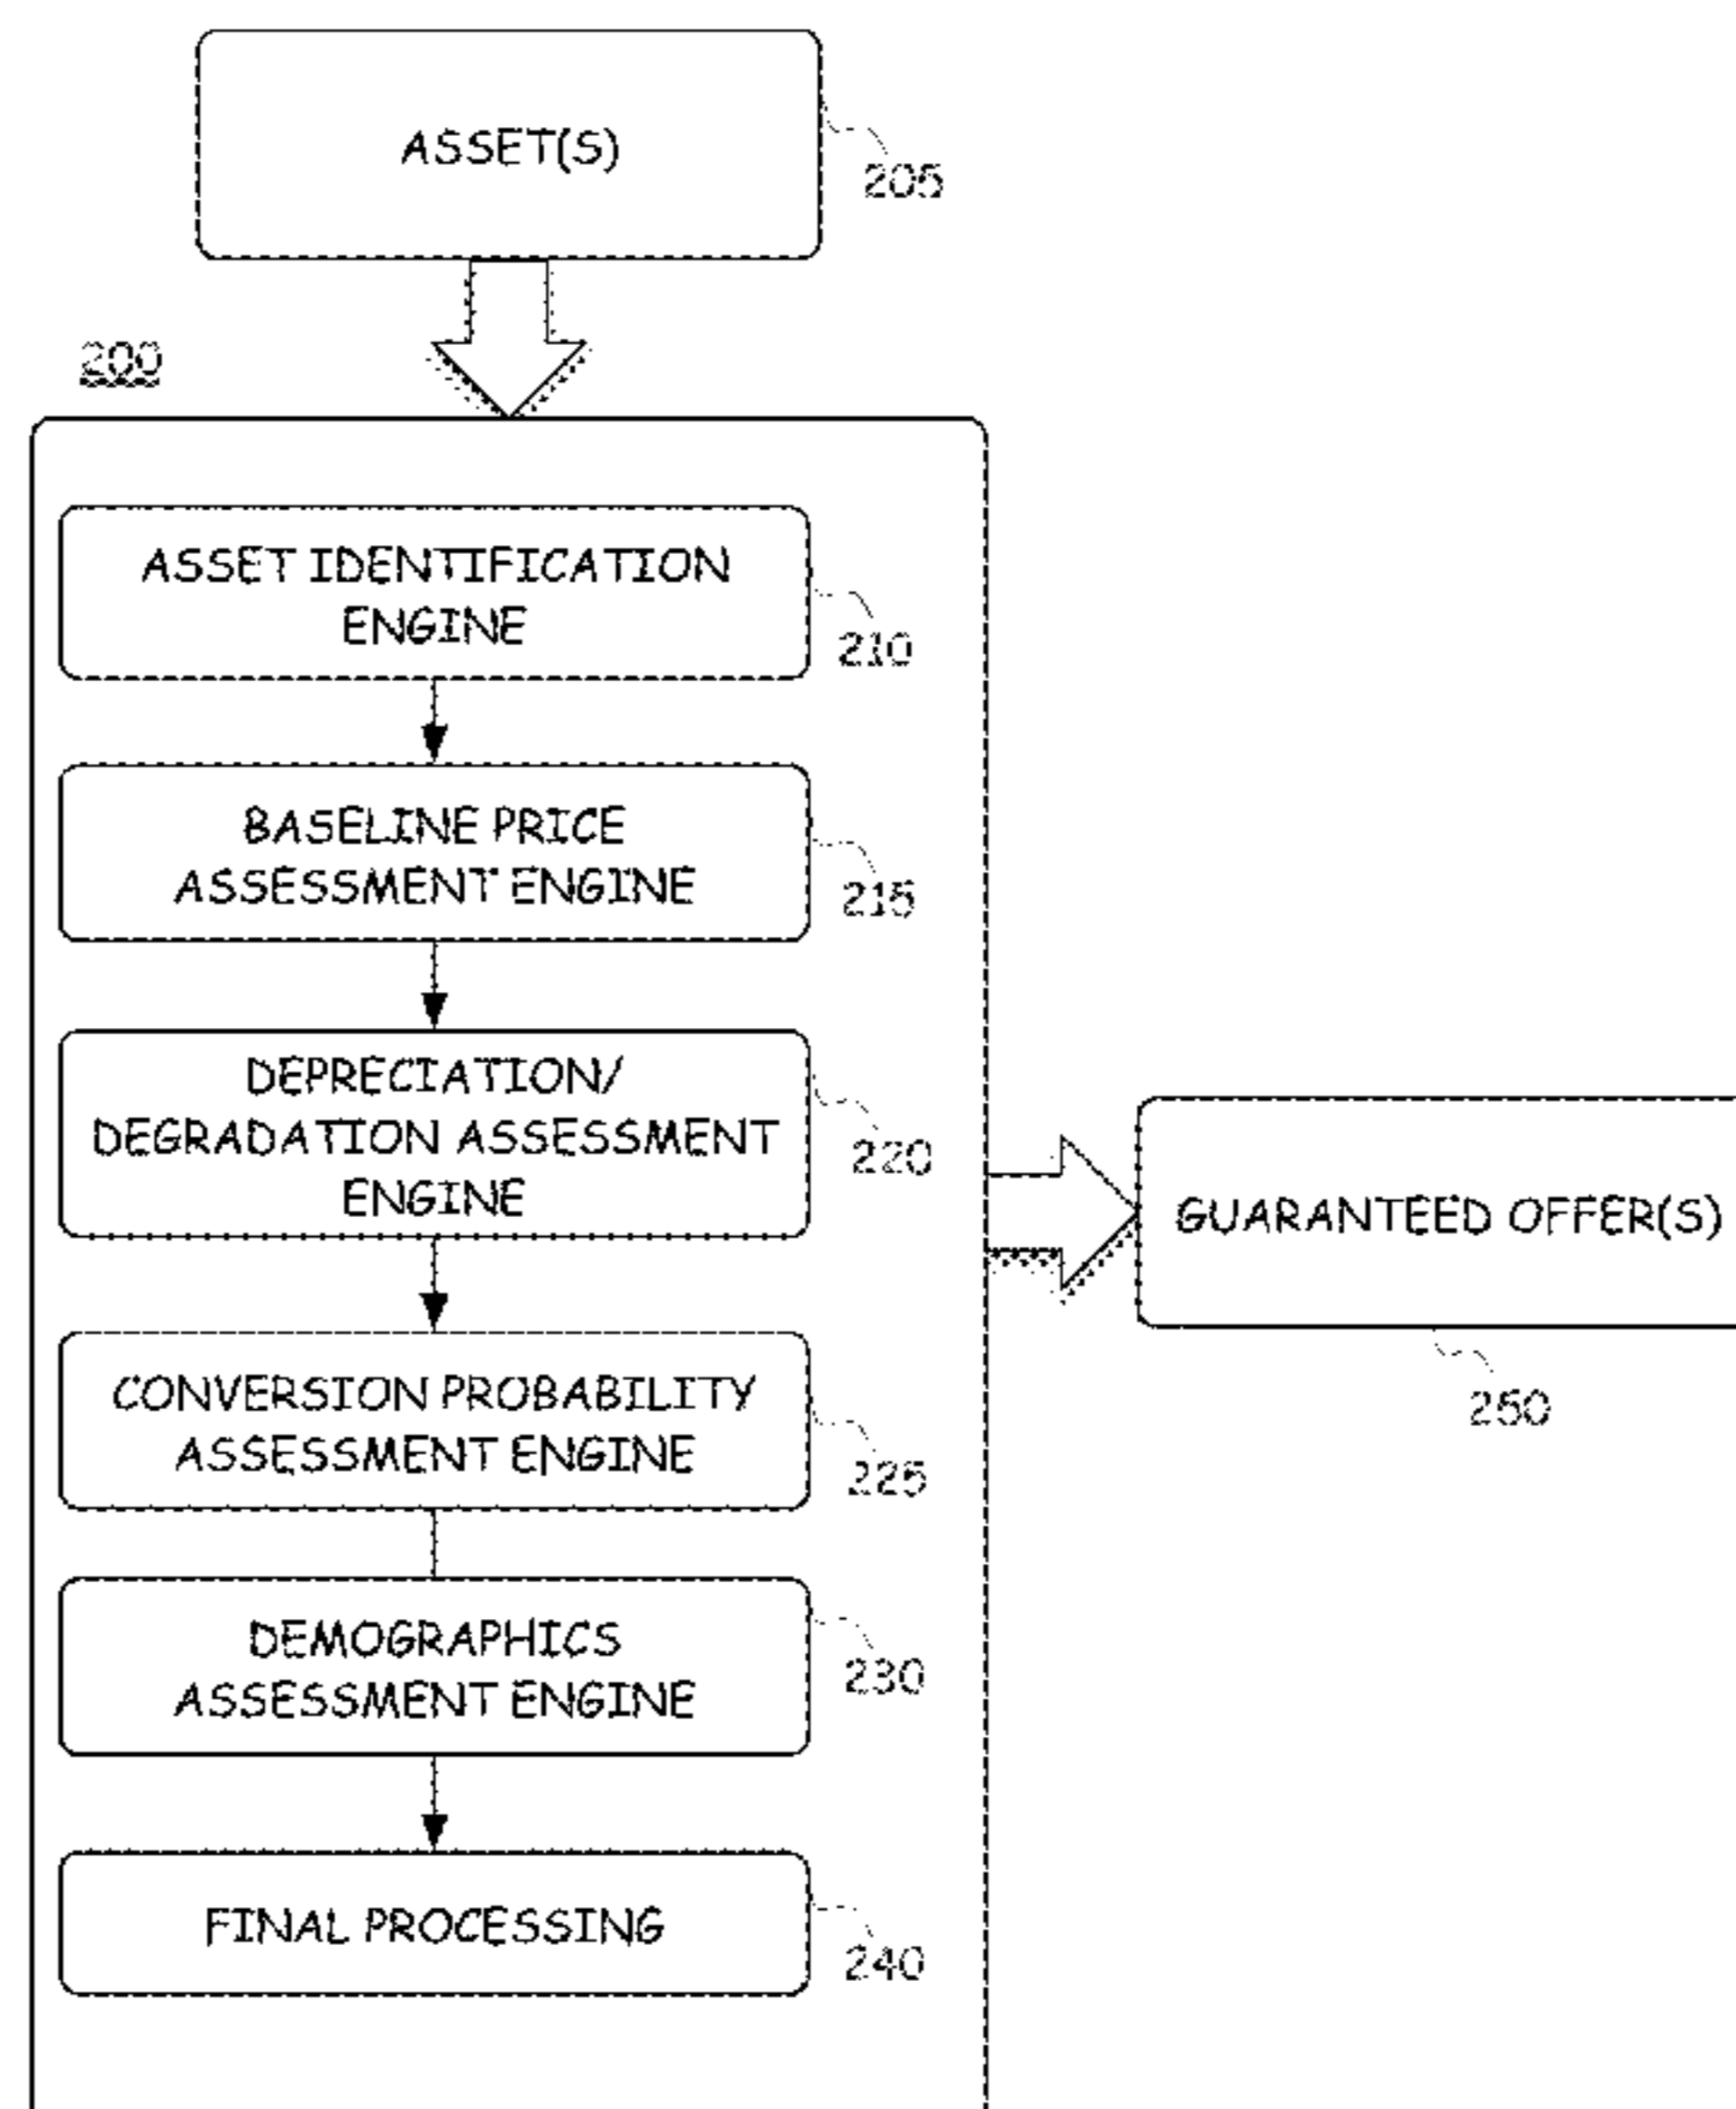 ASSET(S)
205
200
ASSET IDENTIFICATION
ENGINE
210
BASELINE PRICE
ASSESSMENT ENGINE
215
DEPRECIATION/
DEGRADATION ASSESSMENT
ENGINE
220
GUARANTEED OFFER(S)
250
CONVERSION PROBABILITY
ASSESSMENT ENGINE
225
DEMOGRAPHICS
ASSESSMENT ENGINE
230
FINAL PROCESSING
240